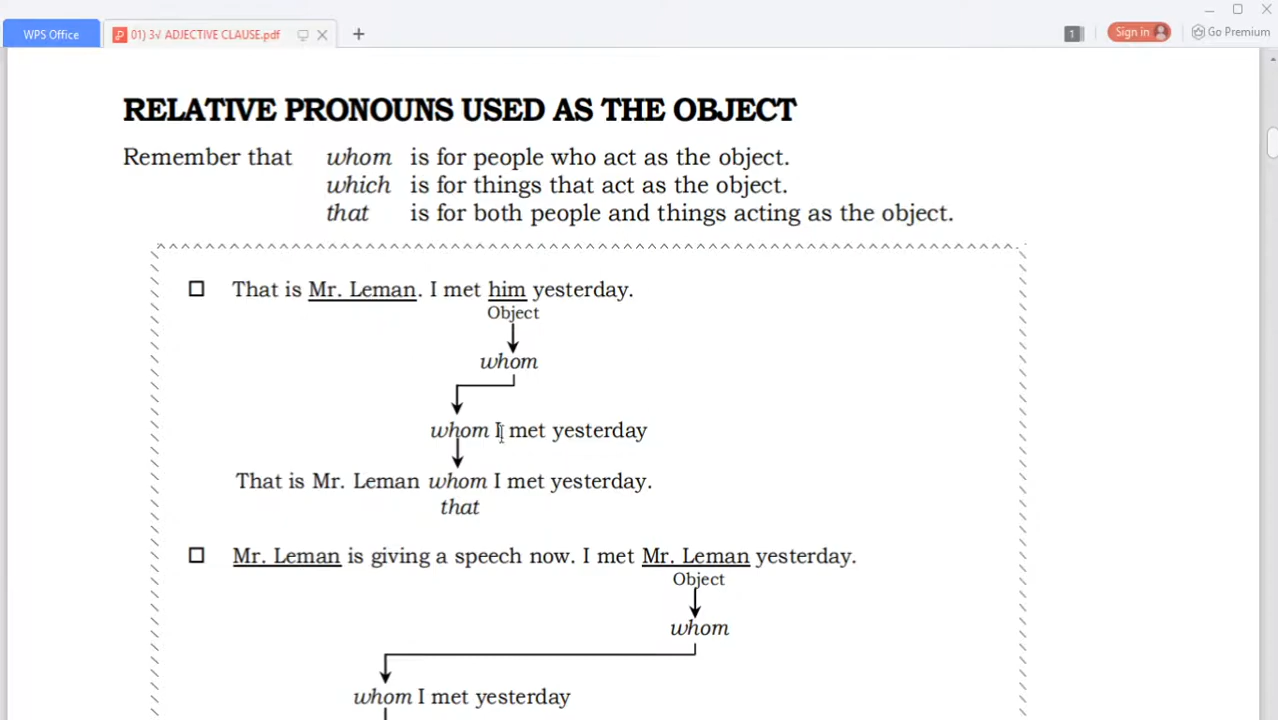 WPS Office
01) 3√ ADJECTIVE CLAUSE.pdf
1
Sign in
Go Premium
RELATIVE PRONOUNS USED AS THE OBJECT
Remember that whom is for people who act as the object.
which is for things that act as the object.
that is for both people and things acting as the object.
That is Mr. Leman. I met him yesterday.
Object
whom
whom I met yesterday
That is Mr. Leman whom I met yesterday.
that
Mr. Leman is giving a speech now. I met Mr. Leman yesterday.
Object
whom
whom I met yesterday